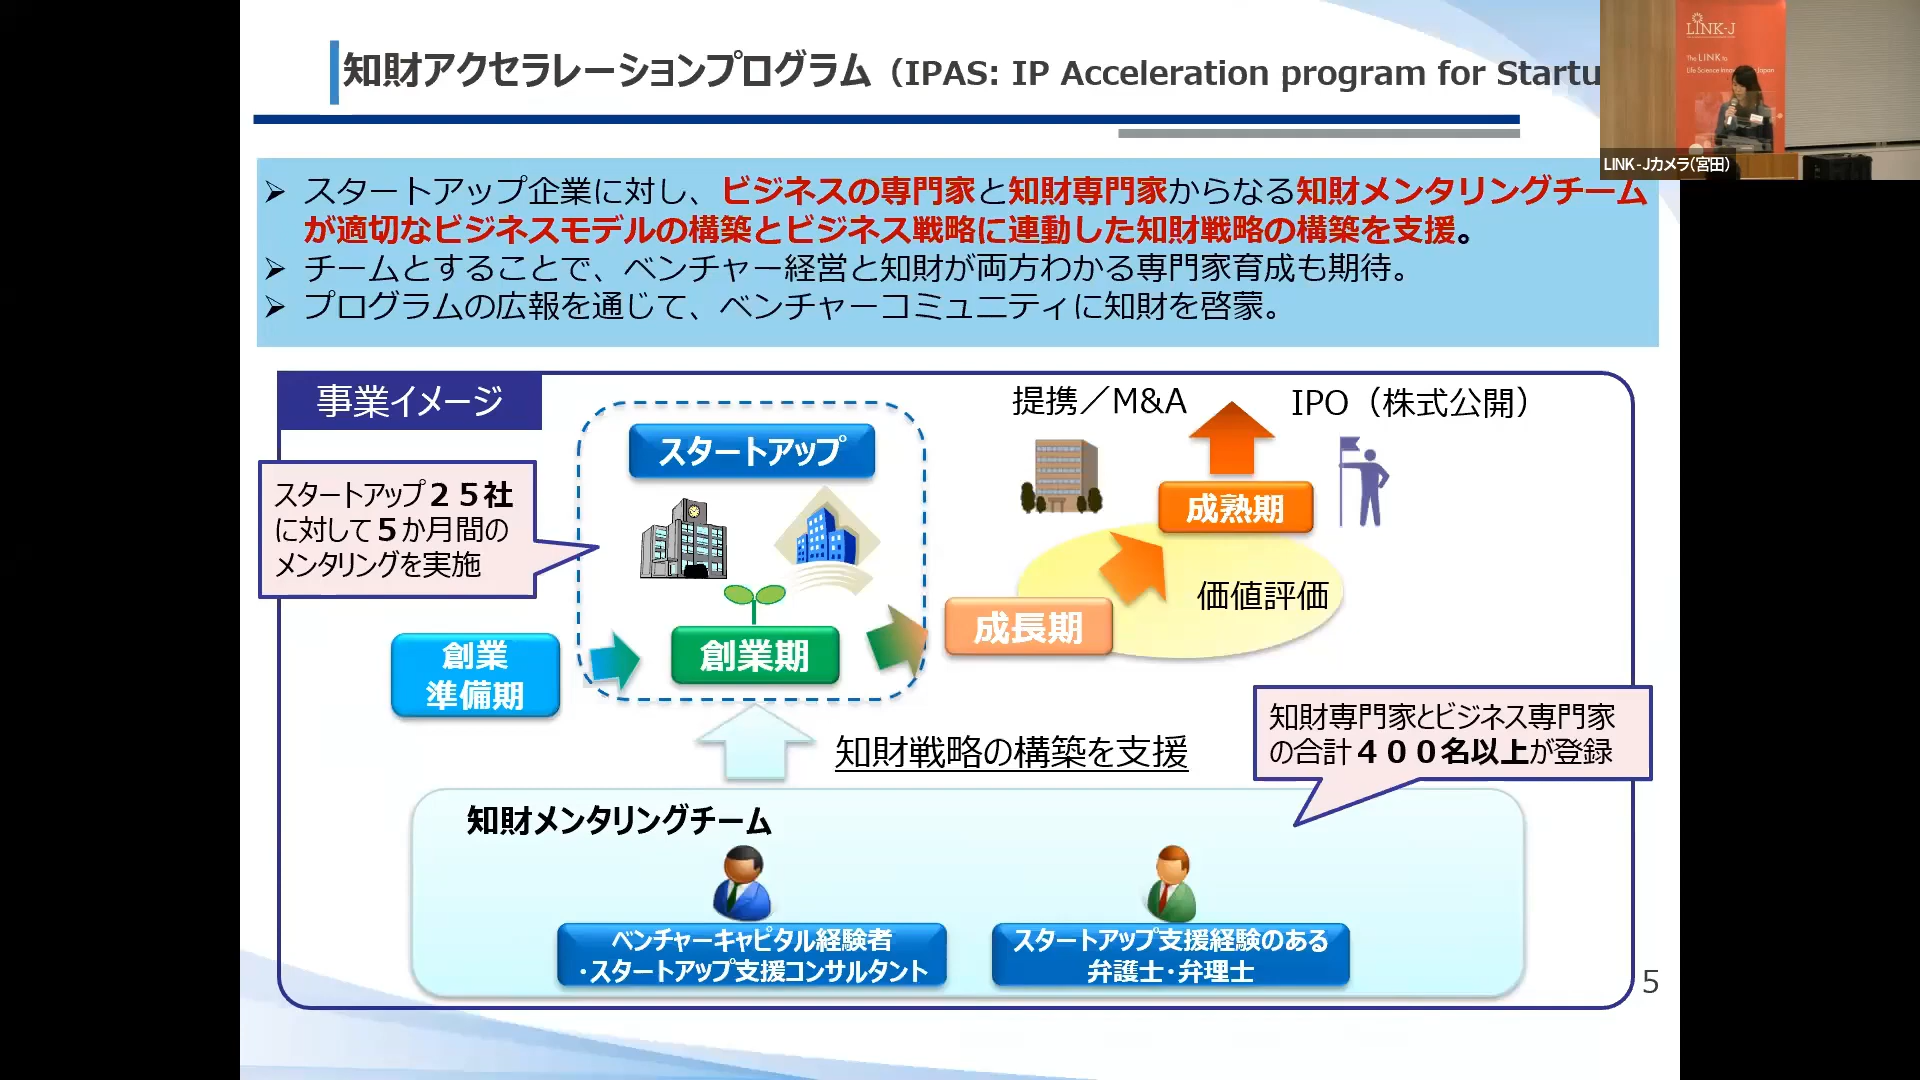 知財アクセラレーションプログラム（IPAS: IP Acceleration program for Startu
LINK-J
The LINK to
LINK-Jカメラ(宮田)
➢ スタートアップ企業に対し、ビジネスの専門家と知財専門家からなる知財メンタリングチーム
が適切なビジネスモデルの構築とビジネス戦略に連動した知財戦略の構築を支援。
➢ チームとすることで、ベンチャー経営と知財が両方わかる専門家育成も期待。
➢ プログラムの広報を通じて、ベンチャーコミュニティに知財を啓蒙。
事業イメージ
スタートアップ２５社
に対して５か月間の
メンタリングを実施
スタートアップ
提携／M&A
IPO（株式公開）
成熟期
価値評価
成長期
創業期
創業
準備期
知財戦略の構築を支援
知財専門家とビジネス専門家
の合計４００名以上が登録
知財メンタリングチーム
ベンチャーキャピタル経験者
・スタートアップ支援コンサルタント
スタートアップ支援経験のある
弁護士・弁理士
5